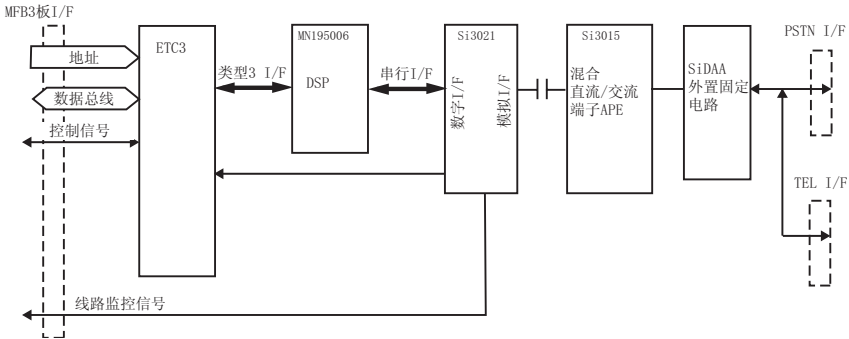 MFB3板I/F
地址
数据总线
控制信号
线路监控信号
ETC3
类型3 I/F
MN195006
DSP
串行I/F
Si3021
数字I/F
模拟I/F
Si3015
混合
直流/交流
端子APE
SiDAA
外置固定
电路
PSTN I/F
TEL I/F